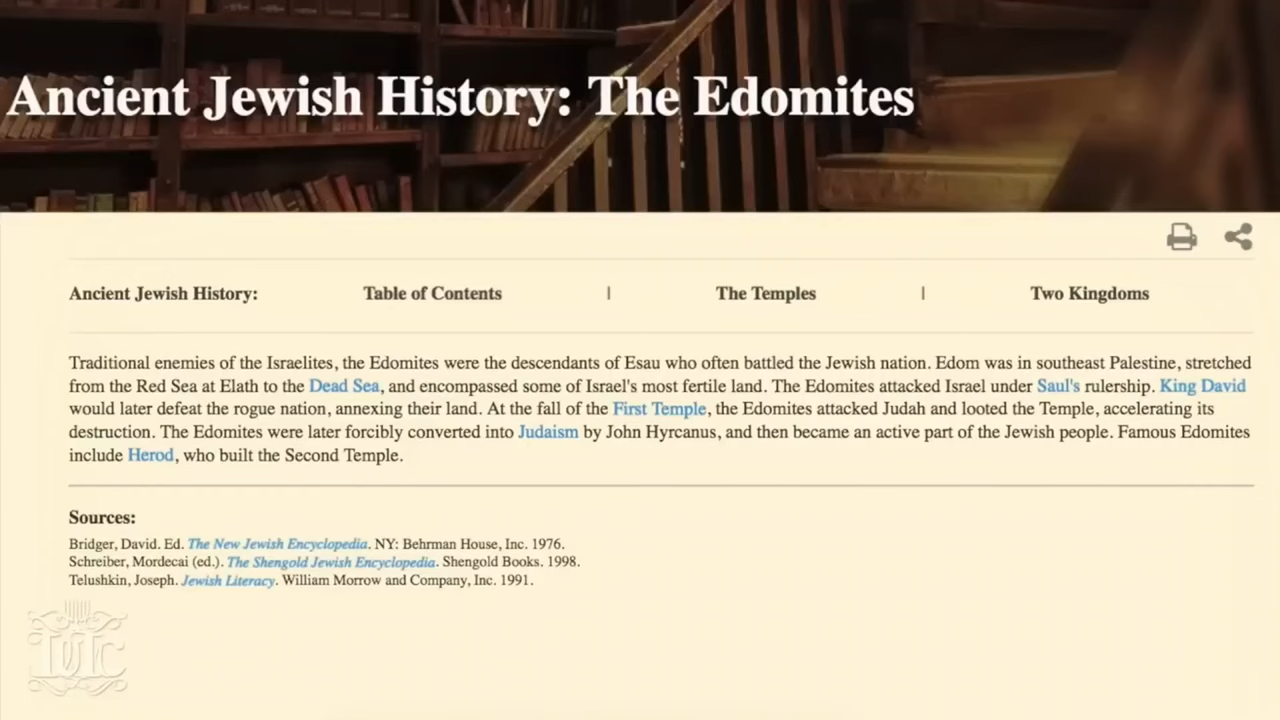 Ancient Jewish History: The Edomites
Ancient Jewish History: Table of Contents | The Temples | Two Kingdoms
Traditional enemies of the Israelites, the Edomites were the descendants of Esau who often battled the Jewish nation. Edom was in southeast Palestine, stretched
from the Red Sea at Elath to the Dead Sea, and encompassed some of Israel's most fertile land. The Edomites attacked Israel under Saul's rulership. King David
would later defeat the rogue nation, annexing their land. At the fall of the First Temple, the Edomites attacked Judah and looted the Temple, accelerating its
destruction. The Edomites were later forcibly converted into Judaism by John Hyrcanus, and then became an active part of the Jewish people. Famous Edomites
include Herod, who built the Second Temple.
Sources:
Bridger, David. Ed. The New Jewish Encyclopedia. NY: Behrman House, Inc. 1976.
Schreiber, Mordecai (ed.). The Shengold Jewish Encyclopedia. Shengold Books. 1998.
Telushkin, Joseph. Jewish Literacy. William Morrow and Company, Inc. 1991.